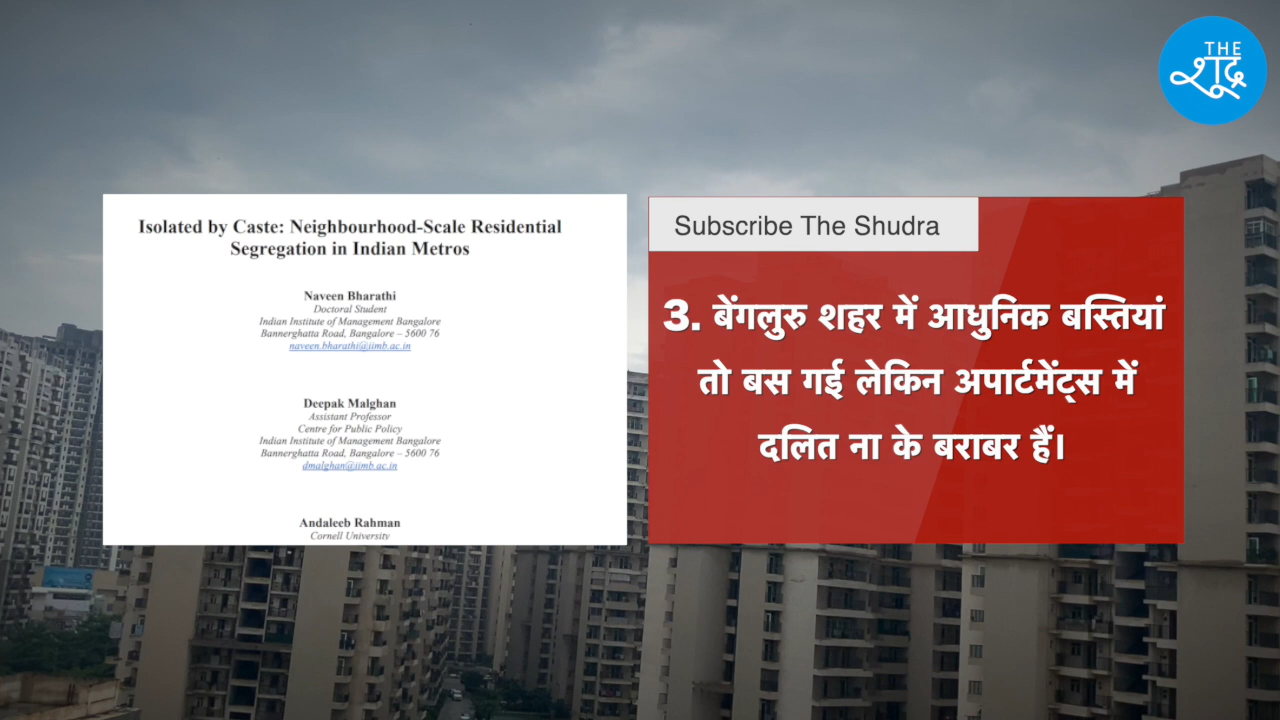 THE
शूद्र
Isolated by Caste: Neighbourhood-Scale Residential
Segregation in Indian Metros
Naveen Bharathi
Doctoral Student
Indian Institute of Management Bangalore
Bannerghatta Road, Bangalore – 5600 76
naveen.bharathi@iimb.ac.in
Deepak Malghan
Assistant Professor
Centre for Public Policy
Indian Institute of Management Bangalore
Bannerghatta Road, Bangalore – 5600 76
dmalghan@iimb.ac.in
Andaleeb Rahman
Cornell University
Subscribe The Shudra
3. बेंगलुरु शहर में आधुनिक बस्तियां
तो बस गई लेकिन अपार्टमेंट्स में
दलित ना के बराबर हैं।